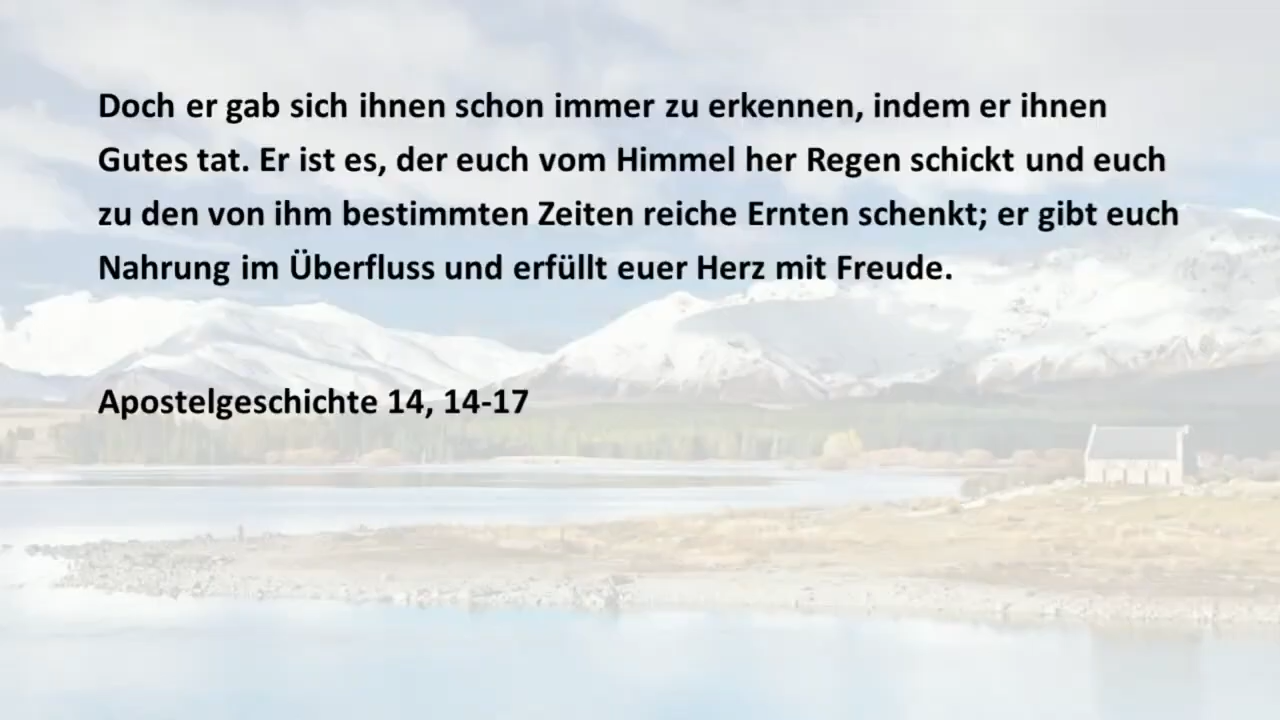 Doch er gab sich ihnen schon immer zu erkennen, indem er ihnen
Gutes tat. Er ist es, der euch vom Himmel her Regen schickt und euch
zu den von ihm bestimmten Zeiten reiche Ernten schenkt; er gibt euch
Nahrung im Überfluss und erfüllt euer Herz mit Freude.
Apostelgeschichte 14, 14-17